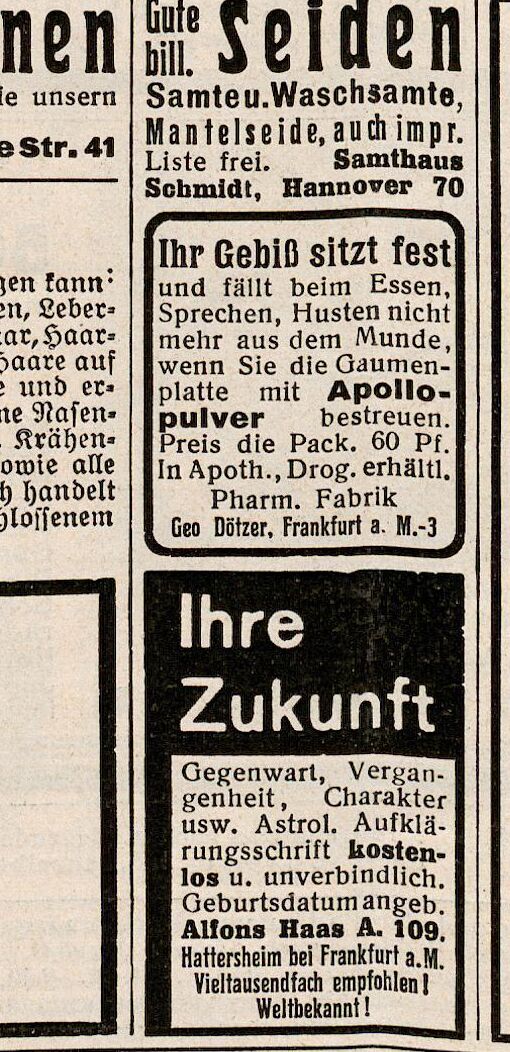 nen
ie unsern
e Str. 41
gen kann:
en, Leber-
ar, Haar-
Haare auf
e und er-
ne Nasen-
Krähen-
owie alle
h handelt
hlossenem
Gute
bill. Seiden
Samte u. Waschsamte,
Mantelseide, auch impr.
Liste frei. Samthaus
Schmidt, Hannover 70
Ihr Gebiß sitzt fest
und fällt beim Essen,
Sprechen, Husten nicht
mehr aus dem Munde,
wenn Sie die Gaumen-
platte mit Apollo-
pulver bestreuen.
Preis die Pack. 60 Pf.
In Apoth., Drog. erhältl.
Pharm. Fabrik
Geo Dötzer, Frankfurt a. M.-3
Ihre
Zukunft
Gegenwart, Vergan-
genheit, Charakter
usw. Astrol. Aufklä-
rungsschrift kosten-
los u. unverbindlich.
Geburtsdatum angeb.
Alfons Haas A. 109,
Hattersheim bei Frankfurt a. M.
Vieltausendfach empfohlen!
Weltbekannt!